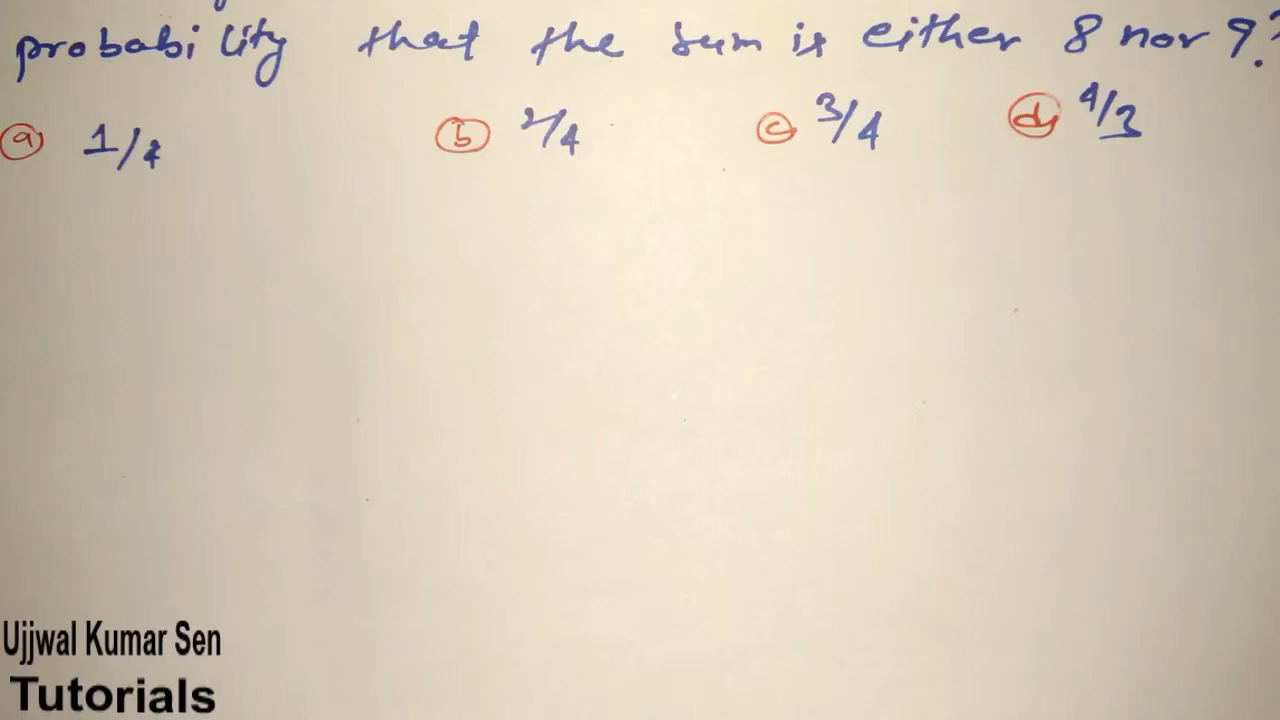 probability that the sum is either 8 nor 9?
a 1/4 b 2/4 c 3/4 d 4/3
Ujjwal Kumar Sen
Tutorials